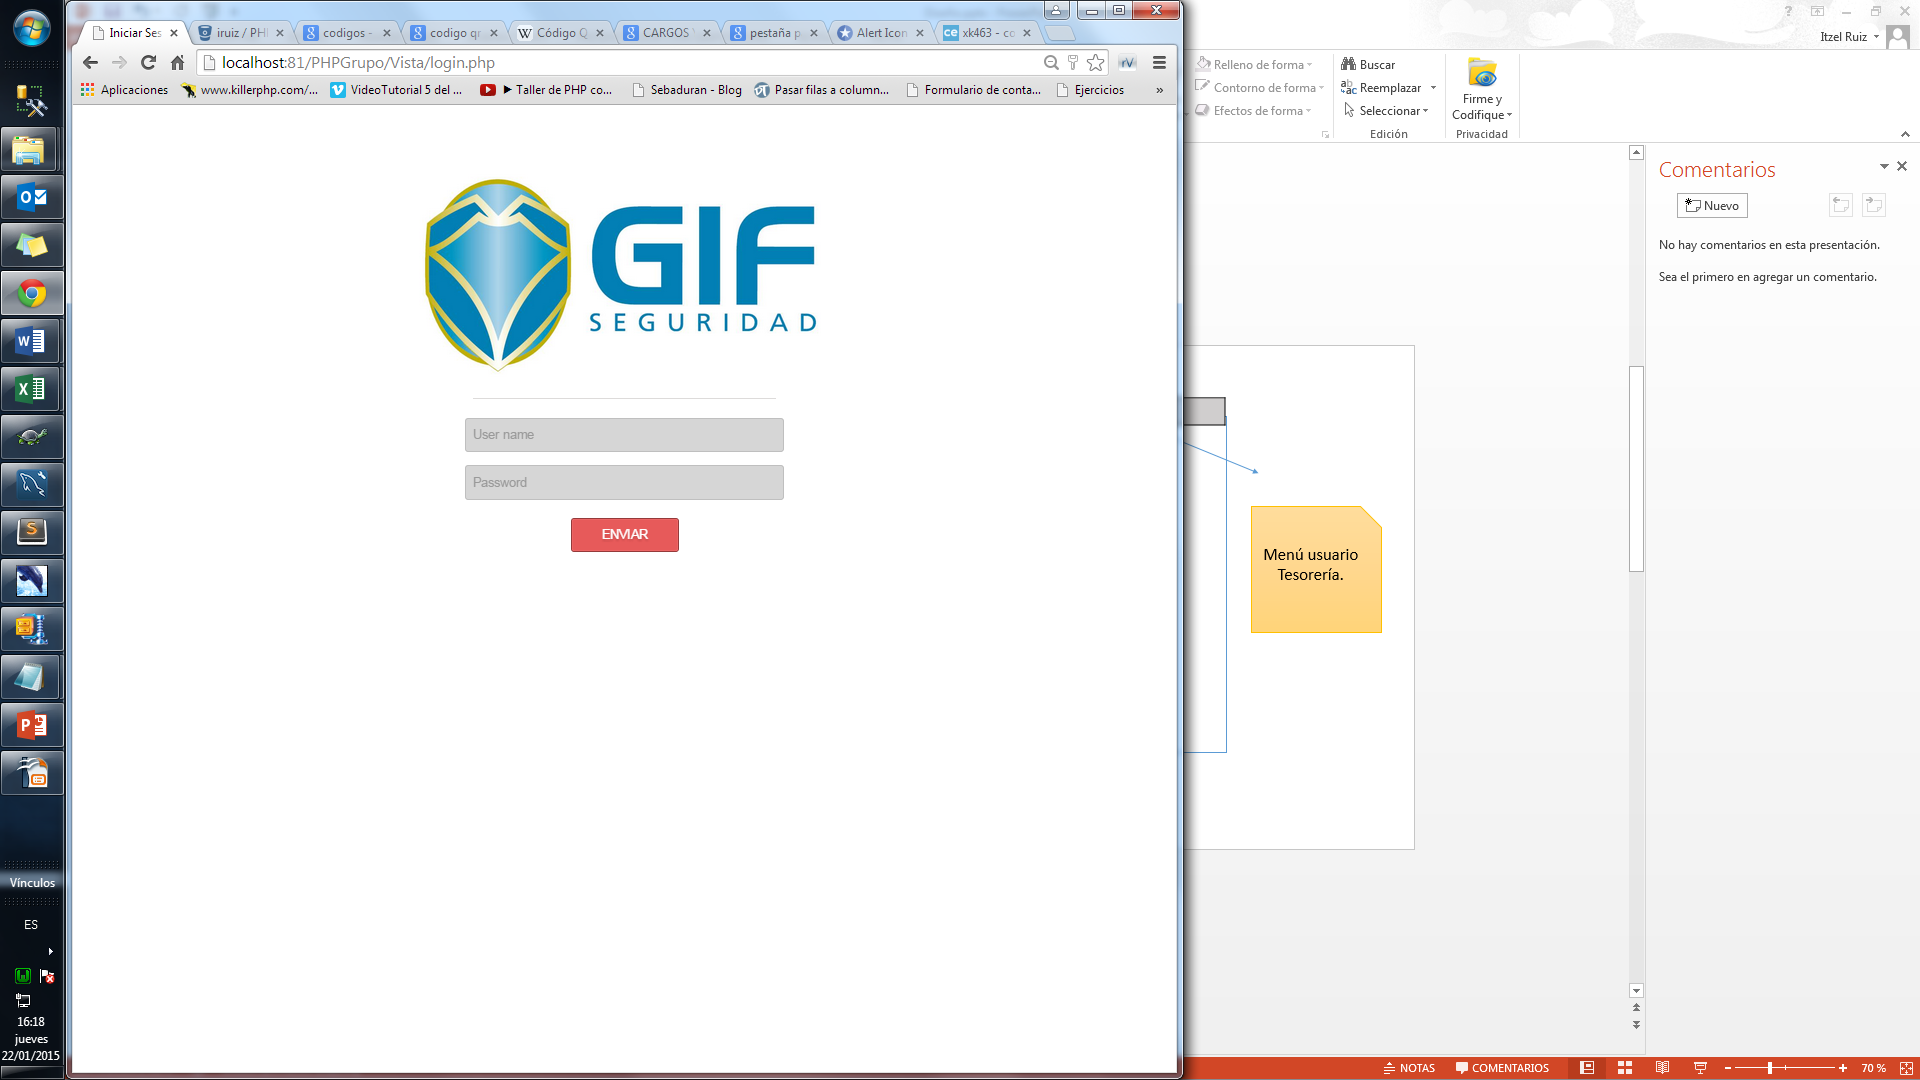 Iniciar Ses
iruiz / PHI
codigos -
codigo qr
Código Q
CARGOS
pestaña p
Alert Icon
xk463 - co
localhost:81/PHPGrupo/Vista/login.php
Aplicaciones
www.killerphp.com/...
VideoTutorial 5 del ...
Taller de PHP co...
Sebaduran - Blog
Pasar filas a column...
Formulario de conta...
Ejercicios
»
GIF
SEGURIDAD
User name
Password
ENVIAR
Itzel Ruiz
Relleno de forma
Contorno de forma
Efectos de forma
Buscar
Reemplazar
Seleccionar
Edición
Firme y
Codifique
Privacidad
Comentarios
Nuevo
No hay comentarios en esta presentación.
Sea el primero en agregar un comentario.
Menú usuario
Tesorería.
Vínculos
ES
16:18
jueves
22/01/2015
NOTAS
COMENTARIOS
70 %